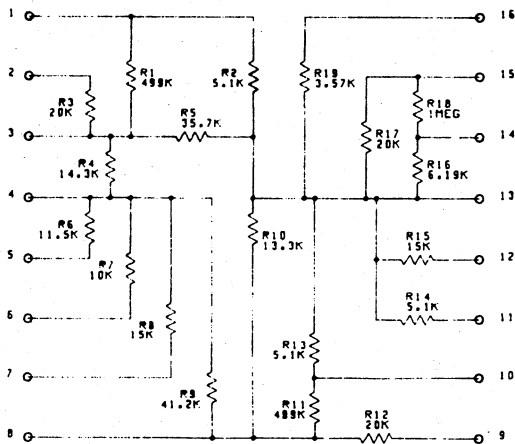 1
16
2
15
R1
499K
R2
5.1K
R19
3.57K
R3
20K
R5
35.7K
R18
1MEG
R17
20K
3
14
R4
14.3K
R16
6.19K
4
13
R6
11.5K
R10
13.3K
R15
15K
5
12
R7
10K
R14
5.1K
6
11
R8
15K
R13
5.1K
7
10
R9
41.2K
R11
499K
R12
20K
8
9